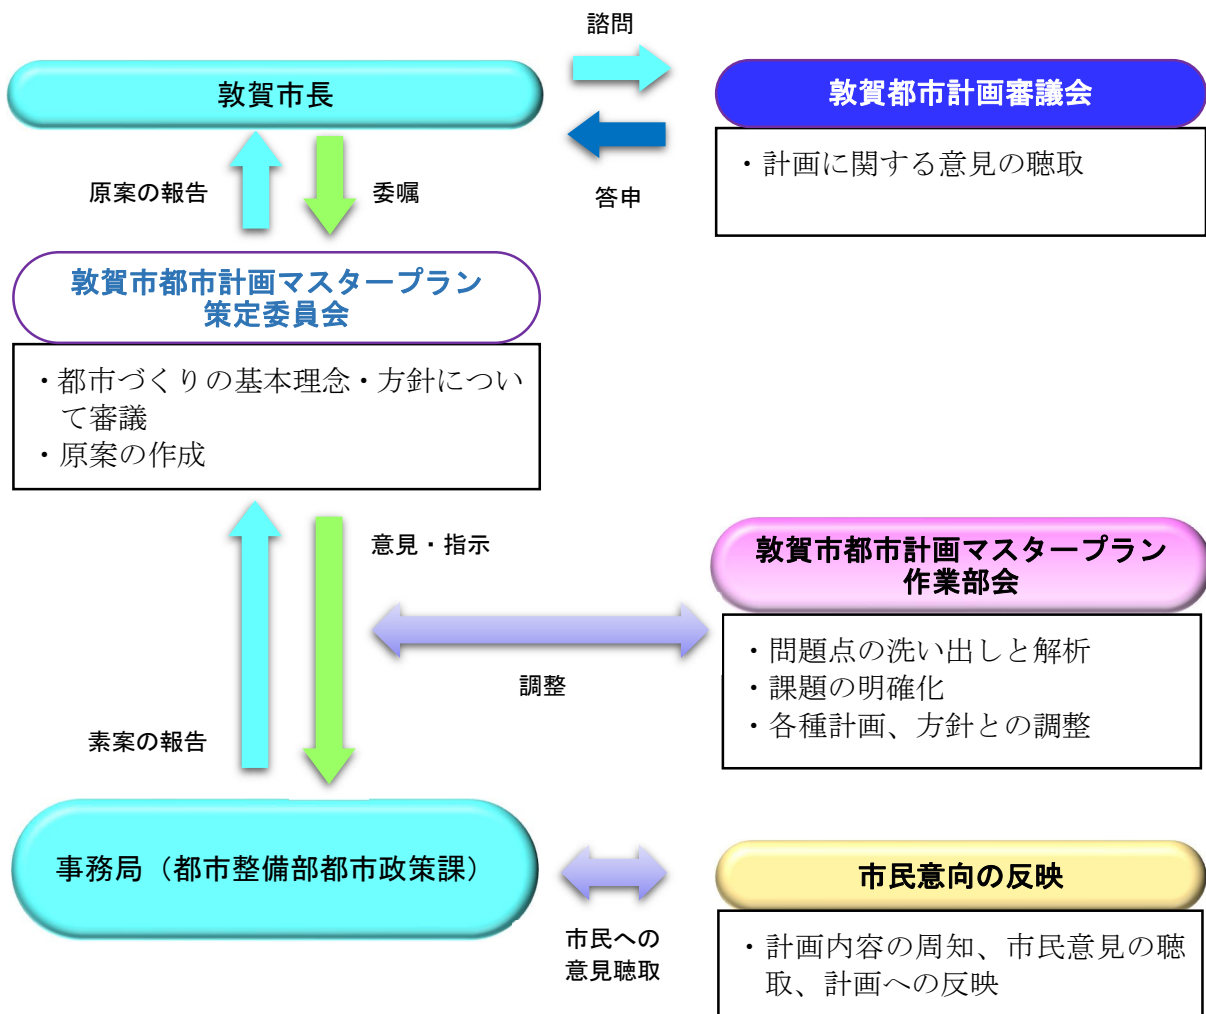 諮問
敦賀市長
敦賀都市計画審議会
・計画に関する意見の聴取
原案の報告
委嘱
答申
敦賀市都市計画マスタープラン
策定委員会
・都市づくりの基本理念・方針につい
て審議
・原案の作成
意見・指示
敦賀市都市計画マスタープラン
作業部会
・問題点の洗い出しと解析
・課題の明確化
・各種計画、方針との調整
調整
素案の報告
事務局（都市整備部都市政策課）
市民意向の反映
市民への
意見聴取
・計画内容の周知、市民意見の聴
取、計画への反映